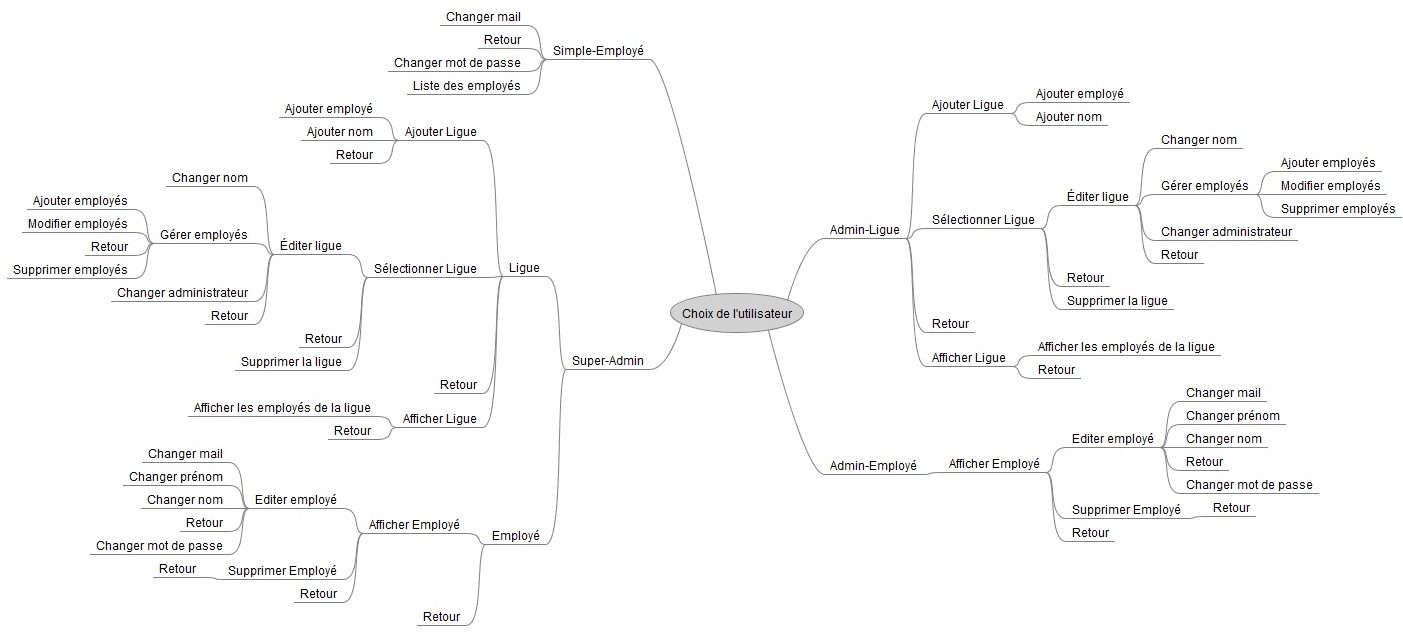 Choix de l'utilisateur
Simple-Employé
Changer mail
Retour
Changer mot de passe
Liste des employés
Super-Admin
Ligue
Ajouter Ligue
Ajouter employé
Ajouter nom
Retour
Sélectionner Ligue
Éditer ligue
Changer nom
Gérer employés
Ajouter employés
Modifier employés
Retour
Supprimer employés
Changer administrateur
Retour
Retour
Supprimer la ligue
Retour
Afficher Ligue
Afficher les employés de la ligue
Retour
Employé
Afficher Employé
Editer employé
Changer mail
Changer prénom
Changer nom
Retour
Changer mot de passe
Supprimer Employé
Retour
Retour
Retour
Admin-Ligue
Ajouter Ligue
Ajouter employé
Ajouter nom
Sélectionner Ligue
Éditer ligue
Changer nom
Gérer employés
Ajouter employés
Modifier employés
Supprimer employés
Changer administrateur
Retour
Retour
Supprimer la ligue
Retour
Afficher Ligue
Afficher les employés de la ligue
Retour
Admin-Employé
Afficher Employé
Editer employé
Changer mail
Changer prénom
Changer nom
Retour
Changer mot de passe
Supprimer Employé
Retour
Retour